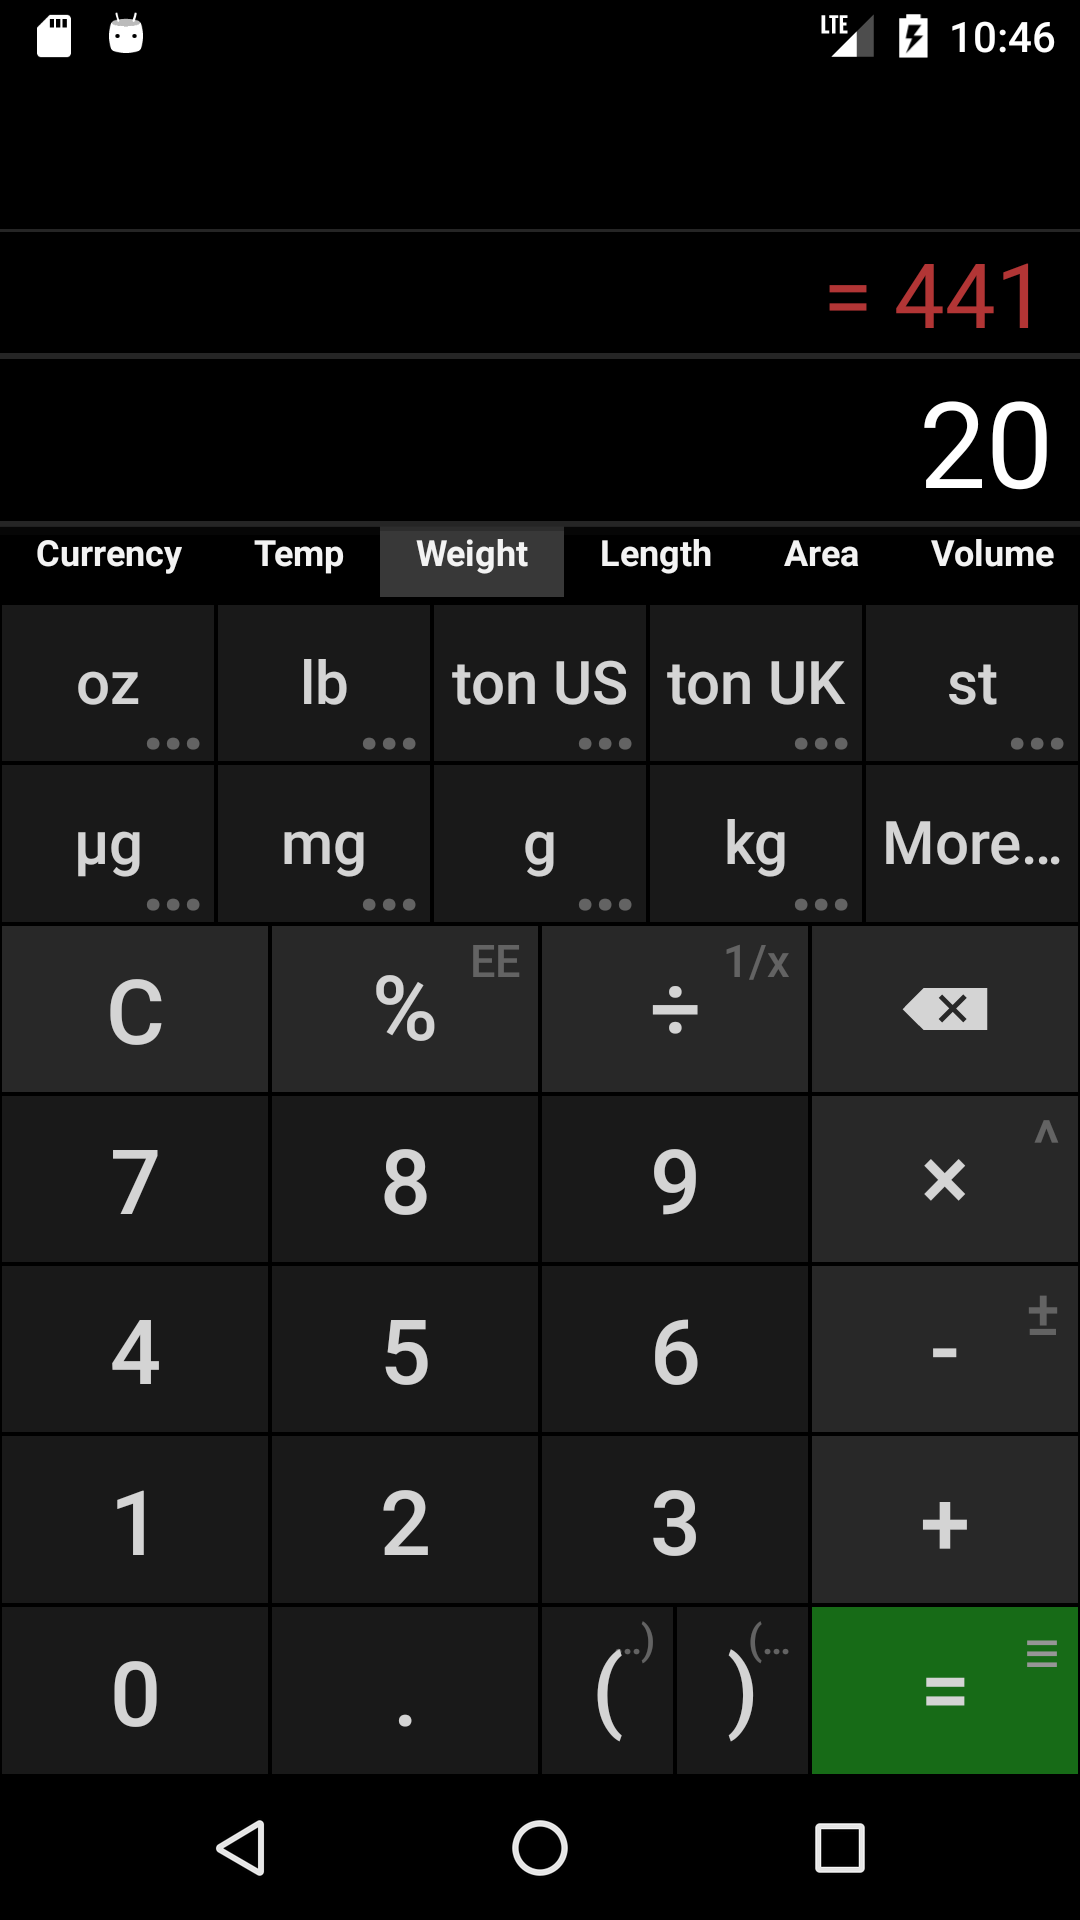 LTE 10:46
= 441
20
Currency Temp Weight Length Area Volume
oz lb ton US ton UK st
µg mg g kg More...
C % EE ÷ 1/x
7 8 9 × ^
4 5 6 - ±
1 2 3 +
0 . ( ..) ) (... =